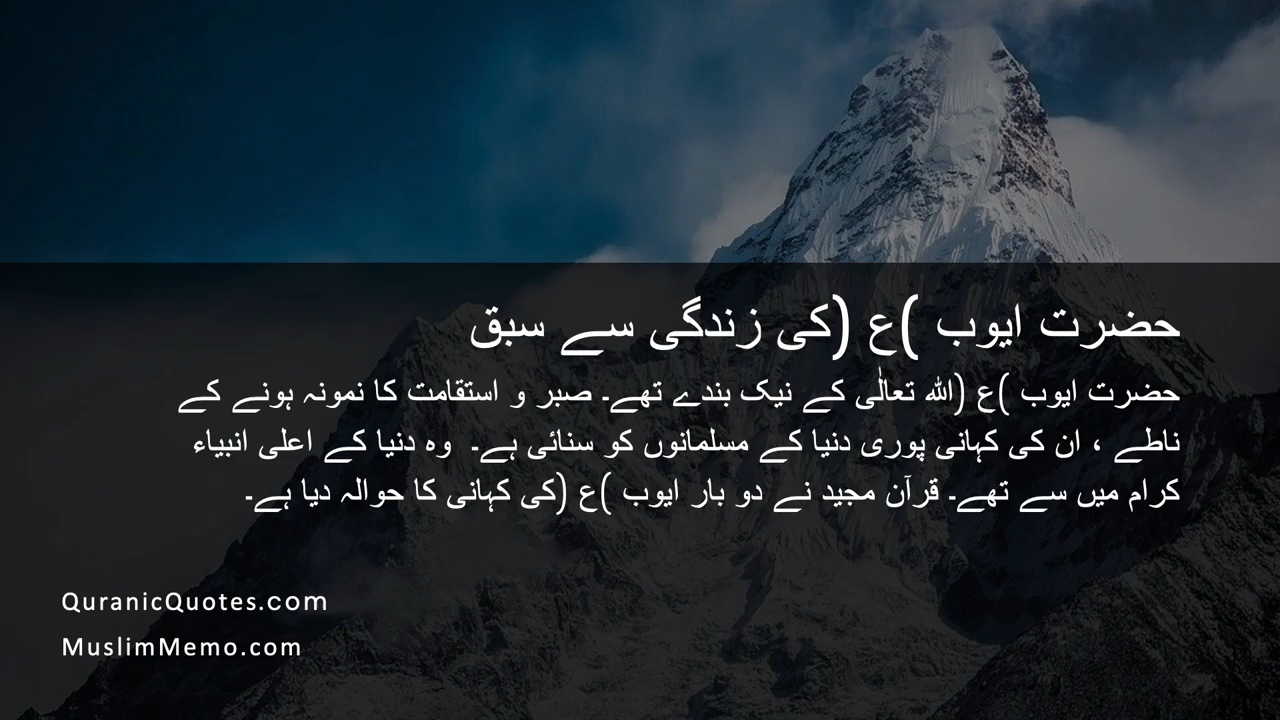 حضرت ایوب )ع (کی زندگی سے سبق
حضرت ایوب )ع (الله تعالٰی کے نیک بندے تھے۔ صبر و استقامت کا نمونہ ہونے کے
ناطے ، ان کی کہانی پوری دنیا کے مسلمانوں کو سنائی ہے۔ وہ دنیا کے اعلی انبیاء
کرام میں سے تھے۔ قرآن مجید نے دو بار ایوب )ع (کی کہانی کا حوالہ دیا ہے۔
QuranicQuotes.com
MuslimMemo.com